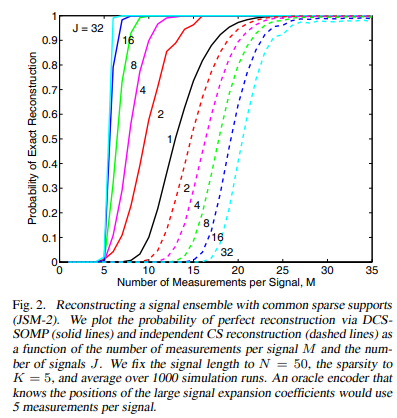 1
0.9
0.8
0.7
0.6
0.5
0.4
0.3
0.2
0.1
0
Probability of Exact Reconstruction
J = 32
16
8
4
2
1
2
4
8
16
32
0 5 10 15 20 25 30 35
Number of Measurements per Signal, M
Fig. 2. Reconstructing a signal ensemble with common sparse supports
(JSM-2). We plot the probability of perfect reconstruction via DCS-
SOMP (solid lines) and independent CS reconstruction (dashed lines) as
a function of the number of measurements per signal M and the num-
ber of signals J. We fix the signal length to N = 50, the sparsity to
K = 5, and average over 1000 simulation runs. An oracle encoder that
knows the positions of the large signal expansion coefficients would use
5 measurements per signal.